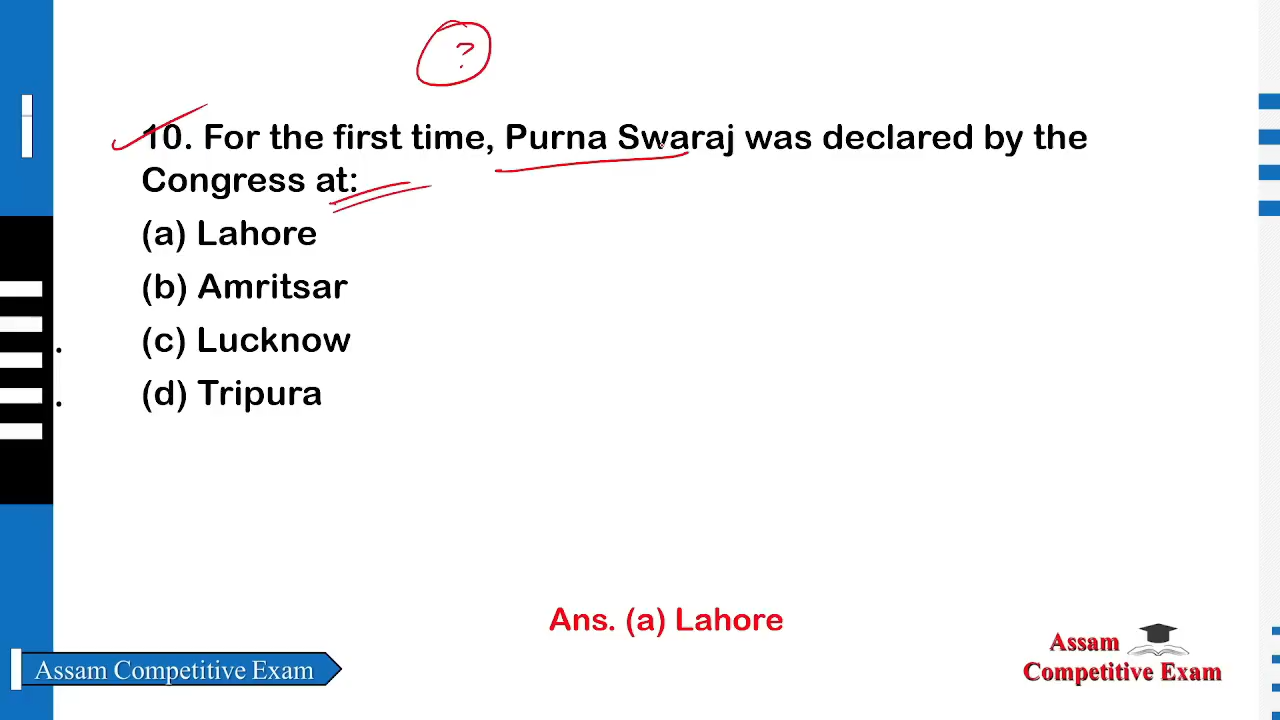 ?
10. For the first time, Purna Swaraj was declared by the
Congress at:
(a) Lahore
(b) Amritsar
. (c) Lucknow
. (d) Tripura
Ans. (a) Lahore
Assam Competitive Exam
Assam
Competitive Exam